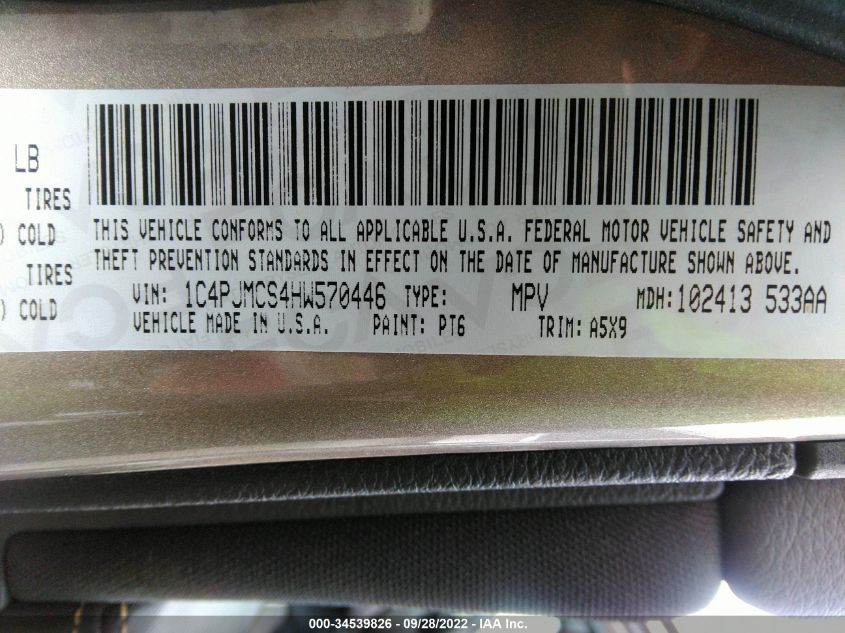 LB
TIRES
) COLD
TIRES
) COLD
THIS VEHICLE CONFORMS TO ALL APPLICABLE U.S.A. FEDERAL MOTOR VEHICLE SAFETY AND
THEFT PREVENTION STANDARDS IN EFFECT ON THE DATE OF MANUFACTURE SHOWN ABOVE.
VIN: 1C4PJMCS4HW570446 TYPE: MPV MDH:102413 533AA
VEHICLE MADE IN U.S.A. PAINT: PT6 TRIM: A5X9
000-34539826 - 09/28/2022 - IAA Inc.